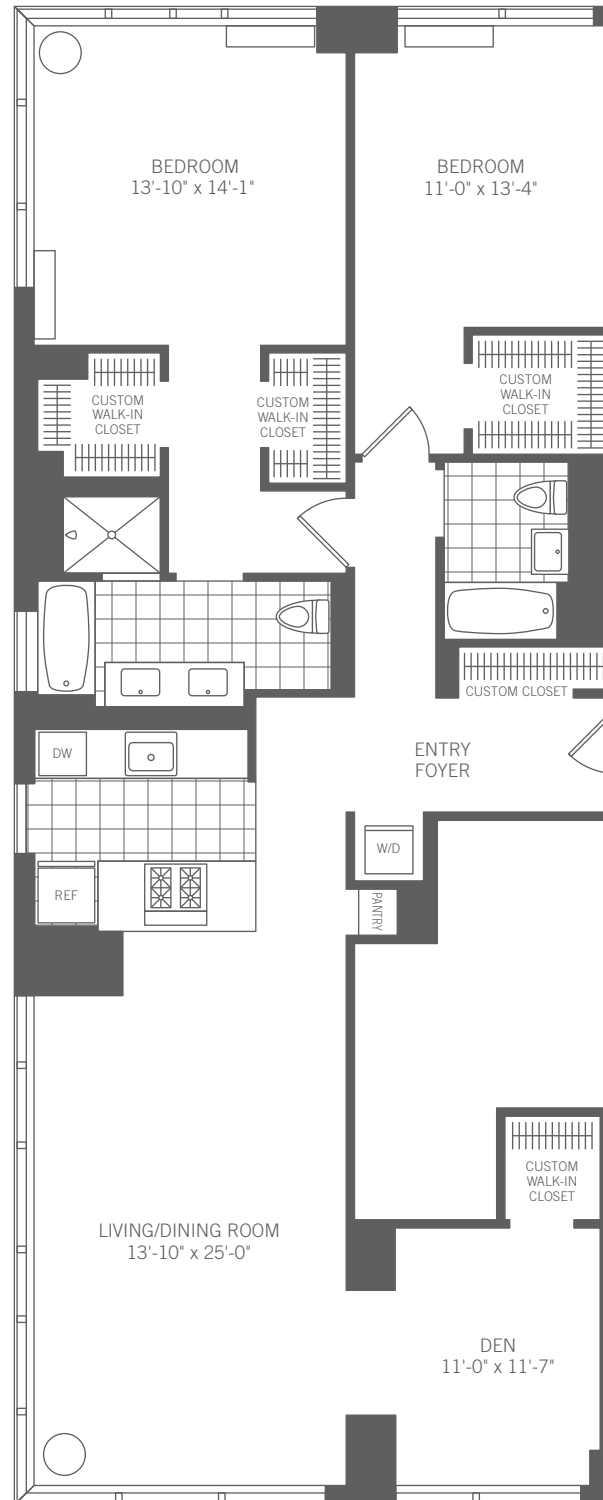 BEDROOM
13'-10" x 14'-1"
BEDROOM
11'-0" x 13'-4"
CUSTOM
WALK-IN
CLOSET
CUSTOM
WALK-IN
CLOSET
CUSTOM
WALK-IN
CLOSET
CUSTOM CLOSET
ENTRY
FOYER
DW
W/D
REF
PANTRY
CUSTOM
WALK-IN
CLOSET
LIVING/DINING ROOM
13'-10" x 25'-0"
DEN
11'-0" x 11'-7"